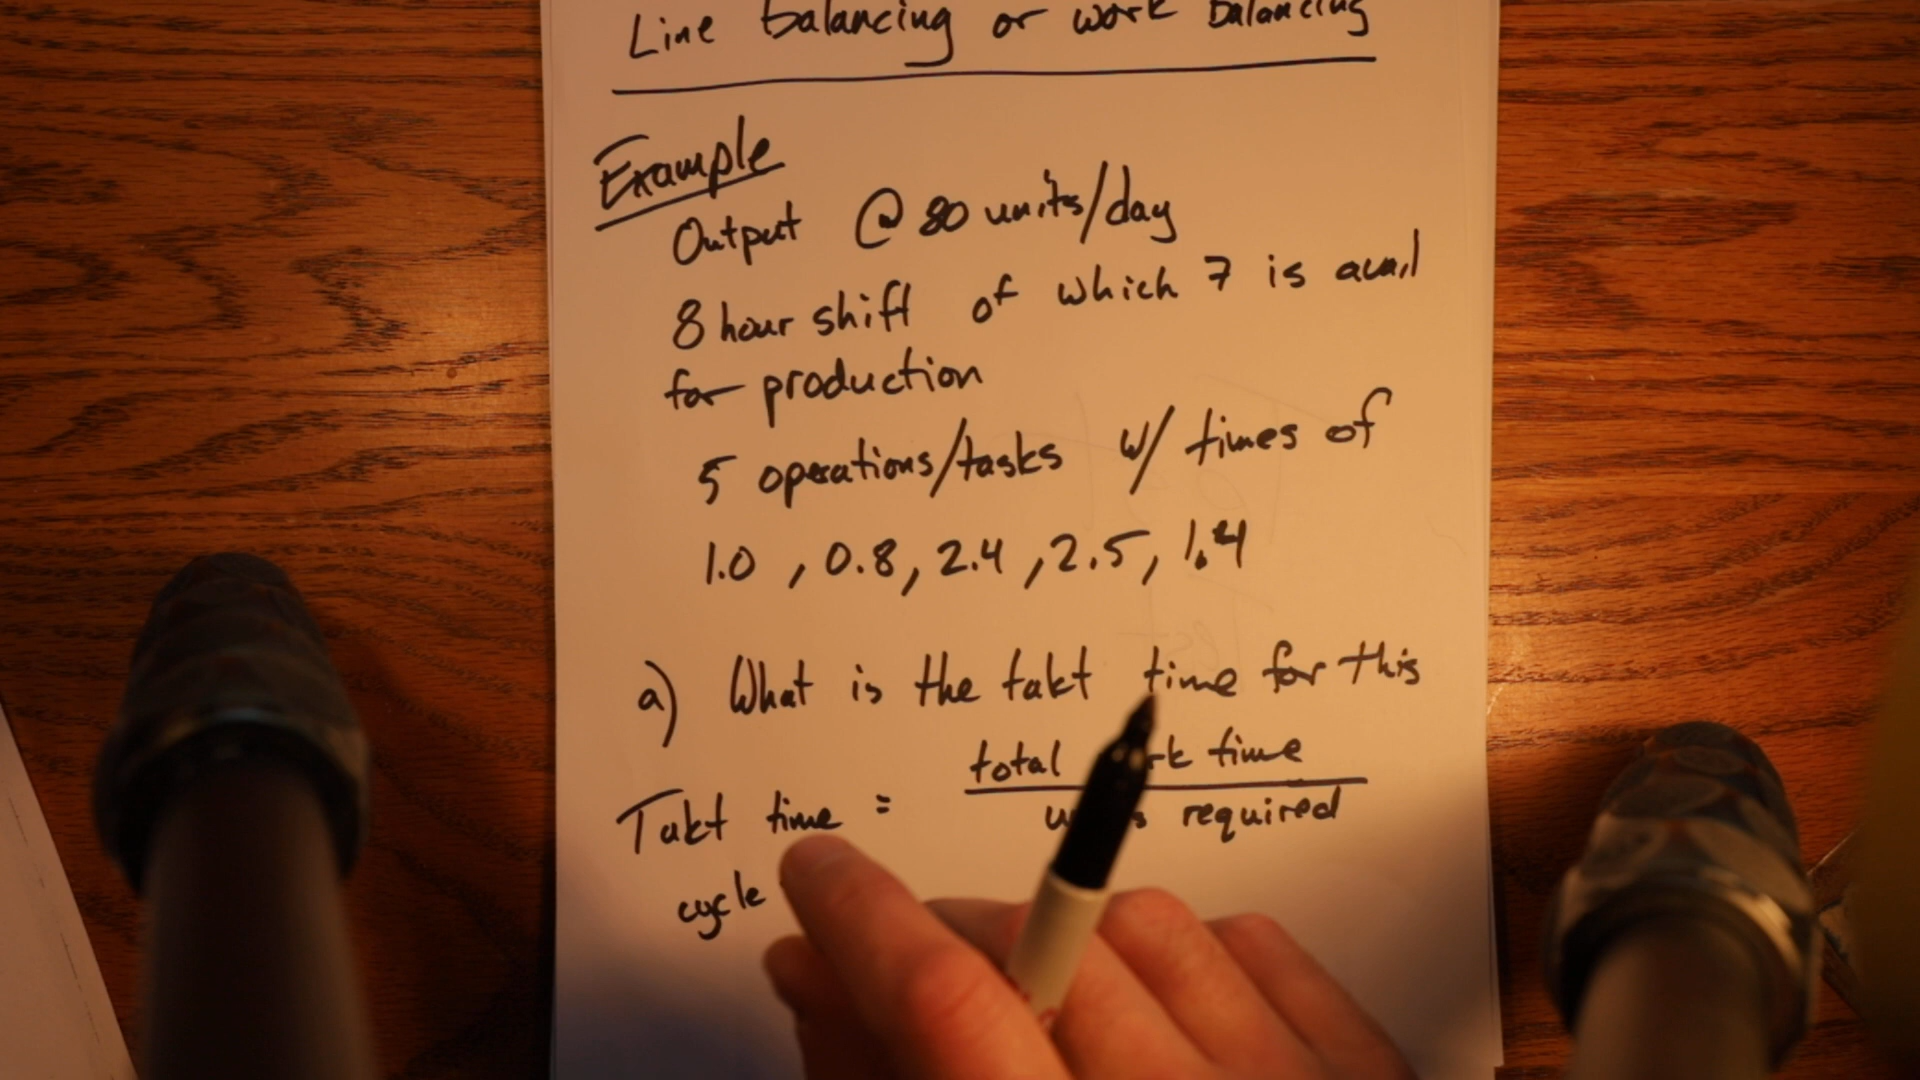 Line balancing or work balancing
Example
Output @ 80 units/day
8 hour shift of which 7 is avail
for production
5 operations/tasks w/ times of
1.0 , 0.8, 2.4 , 2.5, 1.4
a) What is the takt time for this
total rk time
Takt time =
required
cycle